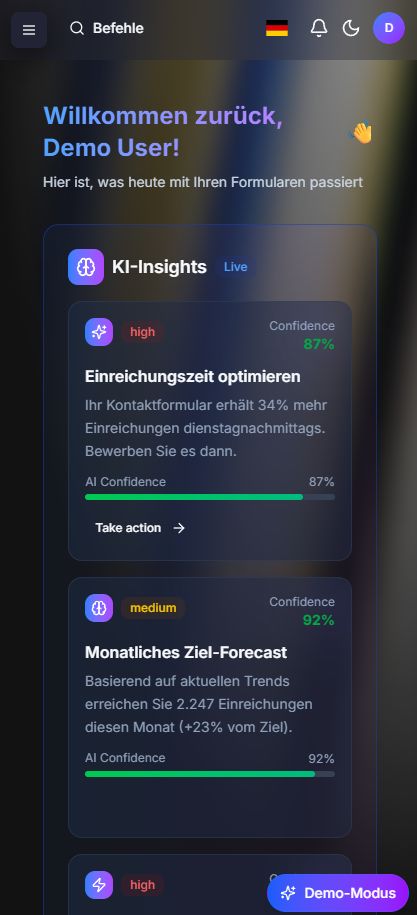 Befehle
D
Willkommen zurück,
Demo User! 👋
Hier ist, was heute mit Ihren Formularen passiert
KI-Insights Live
high
Confidence
87%
Einreichungszeit optimieren
Ihr Kontaktformular erhält 34% mehr
Einreichungen dienstagnachmittags.
Bewerben Sie es dann.
AI Confidence 87%
Take action →
medium
Confidence
92%
Monatliches Ziel-Forecast
Basierend auf aktuellen Trends
erreichen Sie 2.247 Einreichungen
diesen Monat (+23% vom Ziel).
AI Confidence 92%
high
Demo-Modus